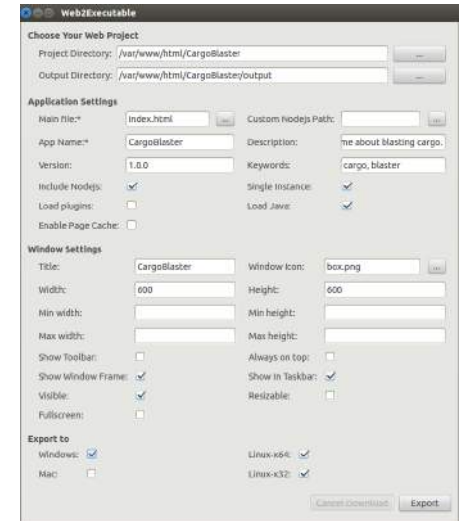 Web2Executable
Choose Your Web Project
Project Directory: /var/www/html/CargoBlaster ...
Output Directory: /var/www/html/CargoBlaster/output ...
Application Settings
Main file:* index.html ... Custom Nodejs Path: ...
App Name:* CargoBlaster Description: me about blasting cargo.
Version: 1.0.0 Keywords: cargo, blaster
Include Nodejs: Single Instance:
Load plugins: Load Java:
Enable Page Cache:
Window Settings
Title: CargoBlaster Window Icon: box.png ...
Width: 600 Height: 600
Min width: Min height:
Max width: Max height:
Show Toolbar: Always on top:
Show Window Frame: Show In Taskbar:
Visible: Resizable:
Fullscreen:
Export to
Windows: Linux-x64:
Mac: Linux-x32:
Cancel Download Export